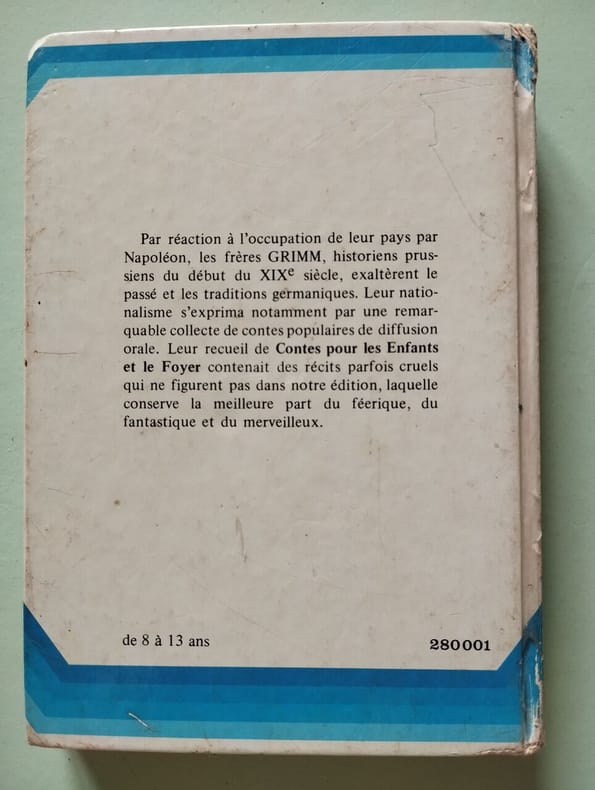 Par réaction à l'occupation de leur pays par
Napoléon, les frères GRIMM, historiens prus-
siens du début du XIXe siècle, exaltèrent le
passé et les traditions germaniques. Leur natio-
nalisme s'exprima notamment par une remar-
quable collecte de contes populaires de diffusion
orale. Leur recueil de Contes pour les Enfants
et le Foyer contenait des récits parfois cruels
qui ne figurent pas dans notre édition, laquelle
conserve la meilleure part du féerique, du
fantastique et du merveilleux.
de 8 à 13 ans
280001